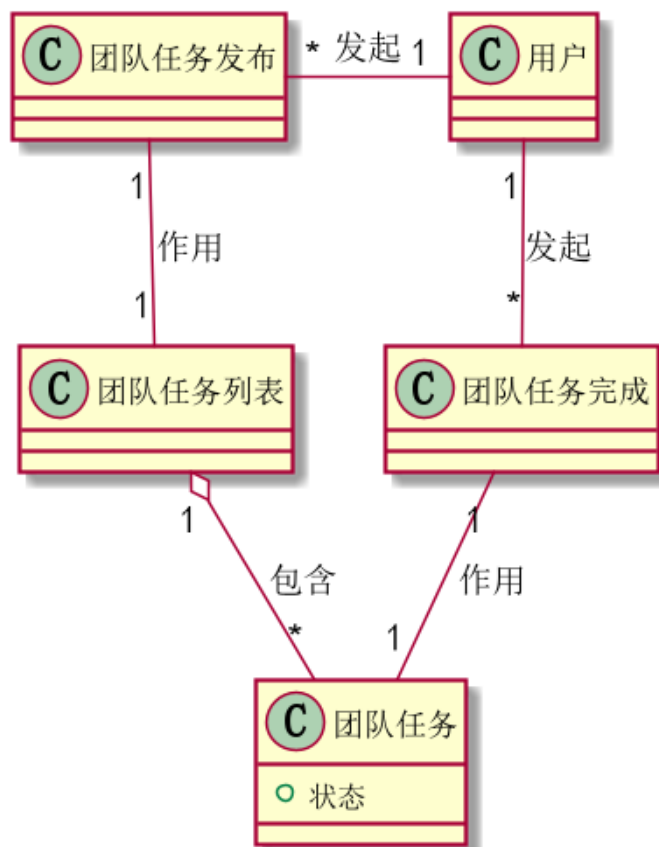 C 团队任务发布
* 发起 1
C 用户
1
作用
1
1
发起
*
C 团队任务列表
C 团队任务完成
1
包含
*
1
作用
1
C 团队任务
状态